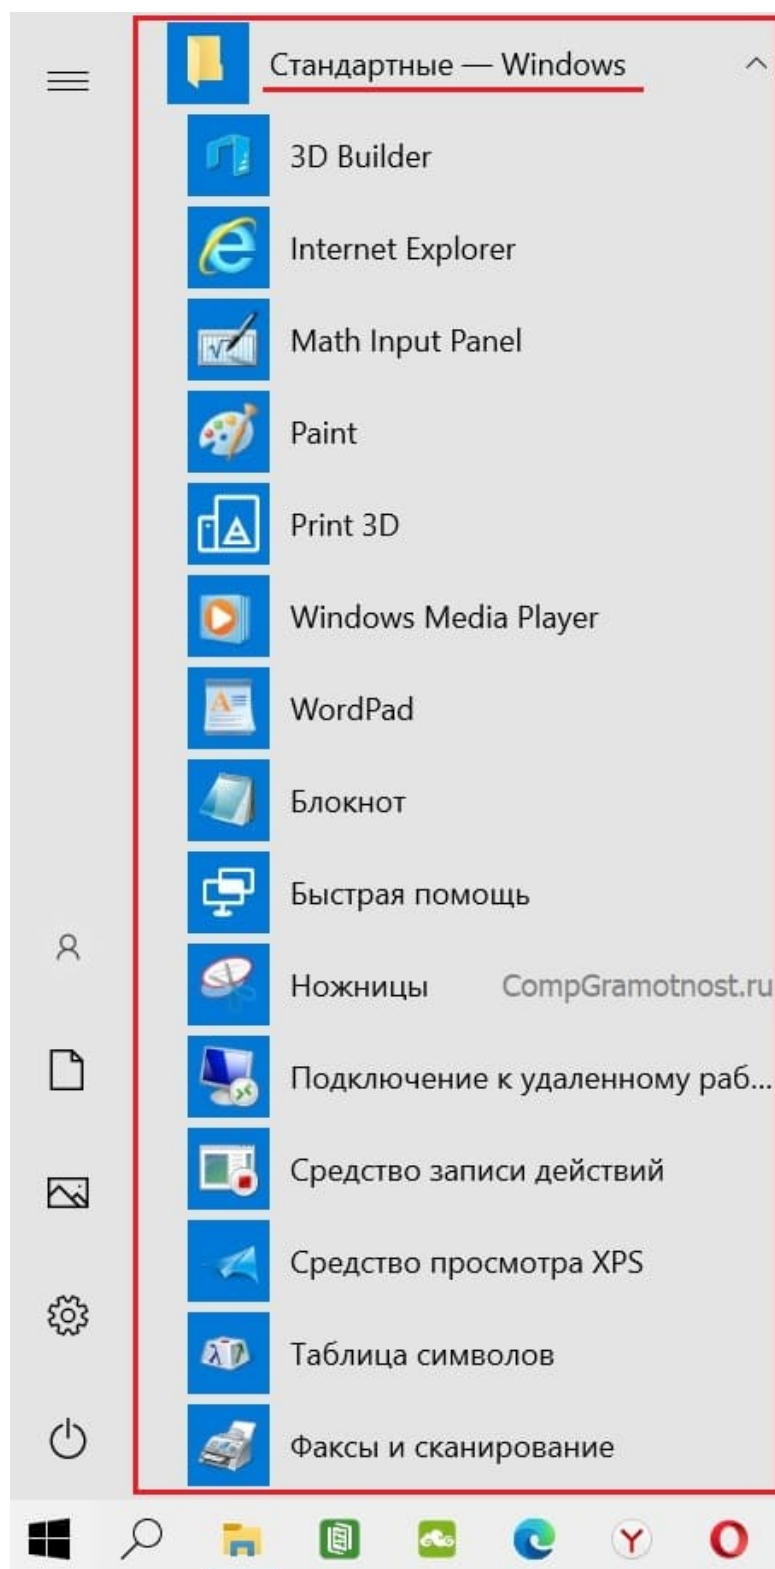 Стандартные — Windows
3D Builder
Internet Explorer
Math Input Panel
Paint
Print 3D
Windows Media Player
WordPad
Блокнот
Быстрая помощь
Ножницы
CompGramotnost.ru
Подключение к удаленному раб...
Средство записи действий
Средство просмотра XPS
Таблица символов
Факсы и сканирование